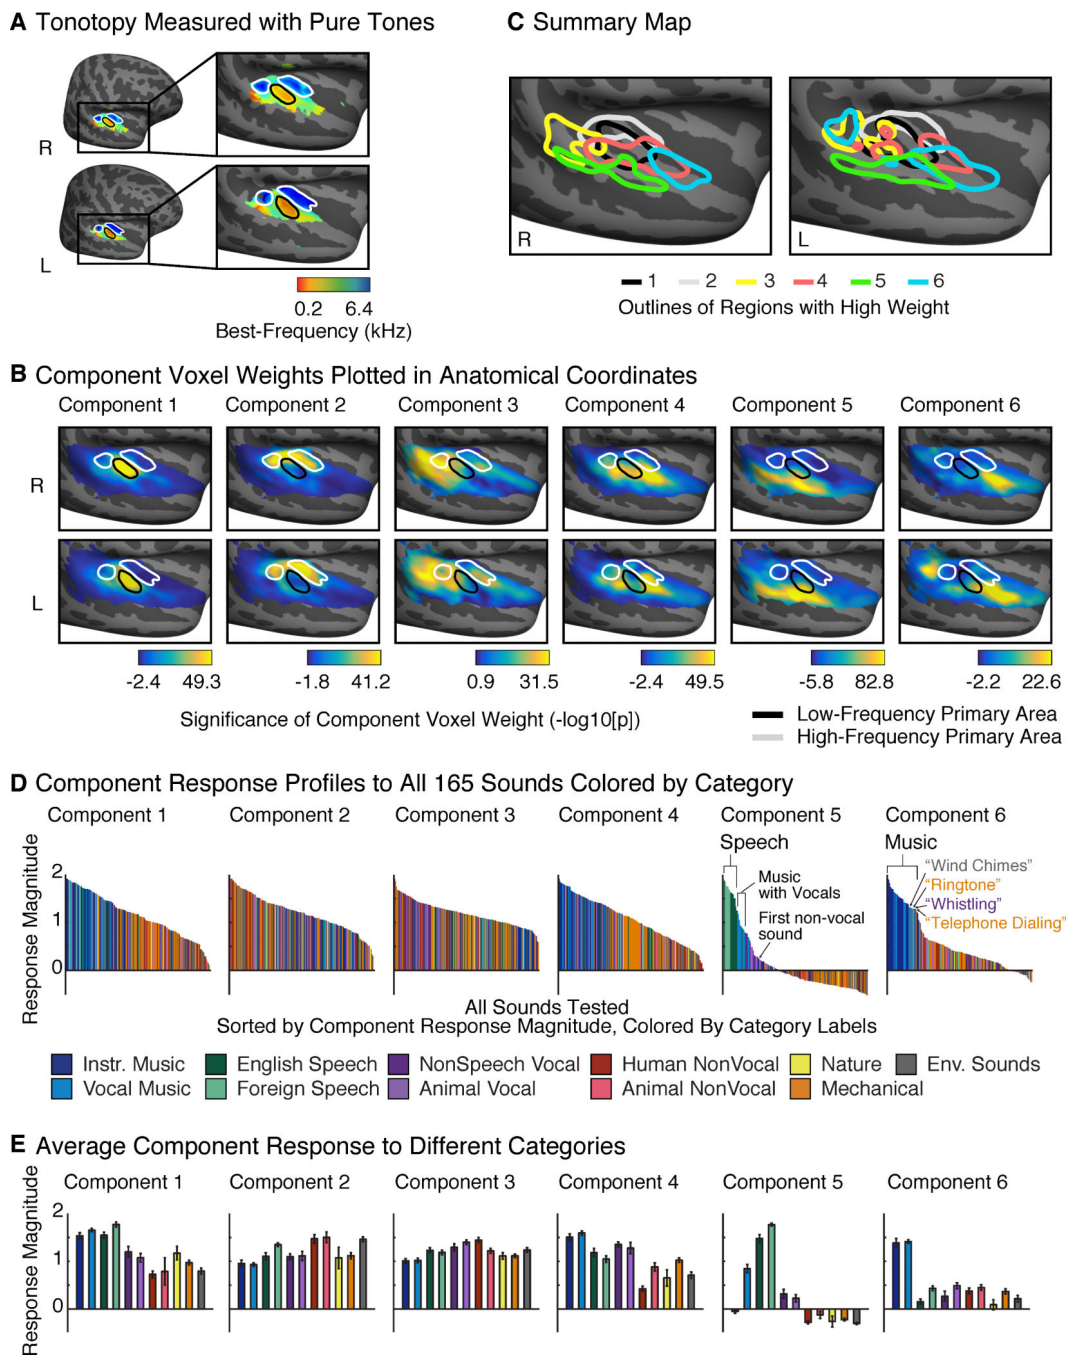 A Tonotopy Measured with Pure Tones
R
L
0.2 6.4
Best-Frequency (kHz)
C Summary Map
R
L
1 2 3 4 5 6
Outlines of Regions with High Weight
B Component Voxel Weights Plotted in Anatomical Coordinates
Component 1 Component 2 Component 3 Component 4 Component 5 Component 6
R
L
-2.4 49.3 -1.8 41.2 0.9 31.5 -2.4 49.5 -5.8 82.8 -2.2 22.6
Significance of Component Voxel Weight (-log10[p])
Low-Frequency Primary Area
High-Frequency Primary Area
D Component Response Profiles to All 165 Sounds Colored by Category
Component 1 Component 2 Component 3 Component 4 Component 5 Component 6
Response Magnitude
2
1
0
Speech
Music with Vocals
First non-vocal sound
Music
“Wind Chimes”
“Ringtone”
“Whistling”
“Telephone Dialing”
All Sounds Tested
Sorted by Component Response Magnitude, Colored By Category Labels
Instr. Music English Speech NonSpeech Vocal Human NonVocal Nature Env. Sounds
Vocal Music Foreign Speech Animal Vocal Animal NonVocal Mechanical
E Average Component Response to Different Categories
Component 1 Component 2 Component 3 Component 4 Component 5 Component 6
Response Magnitude
2
1
0
2
1
0